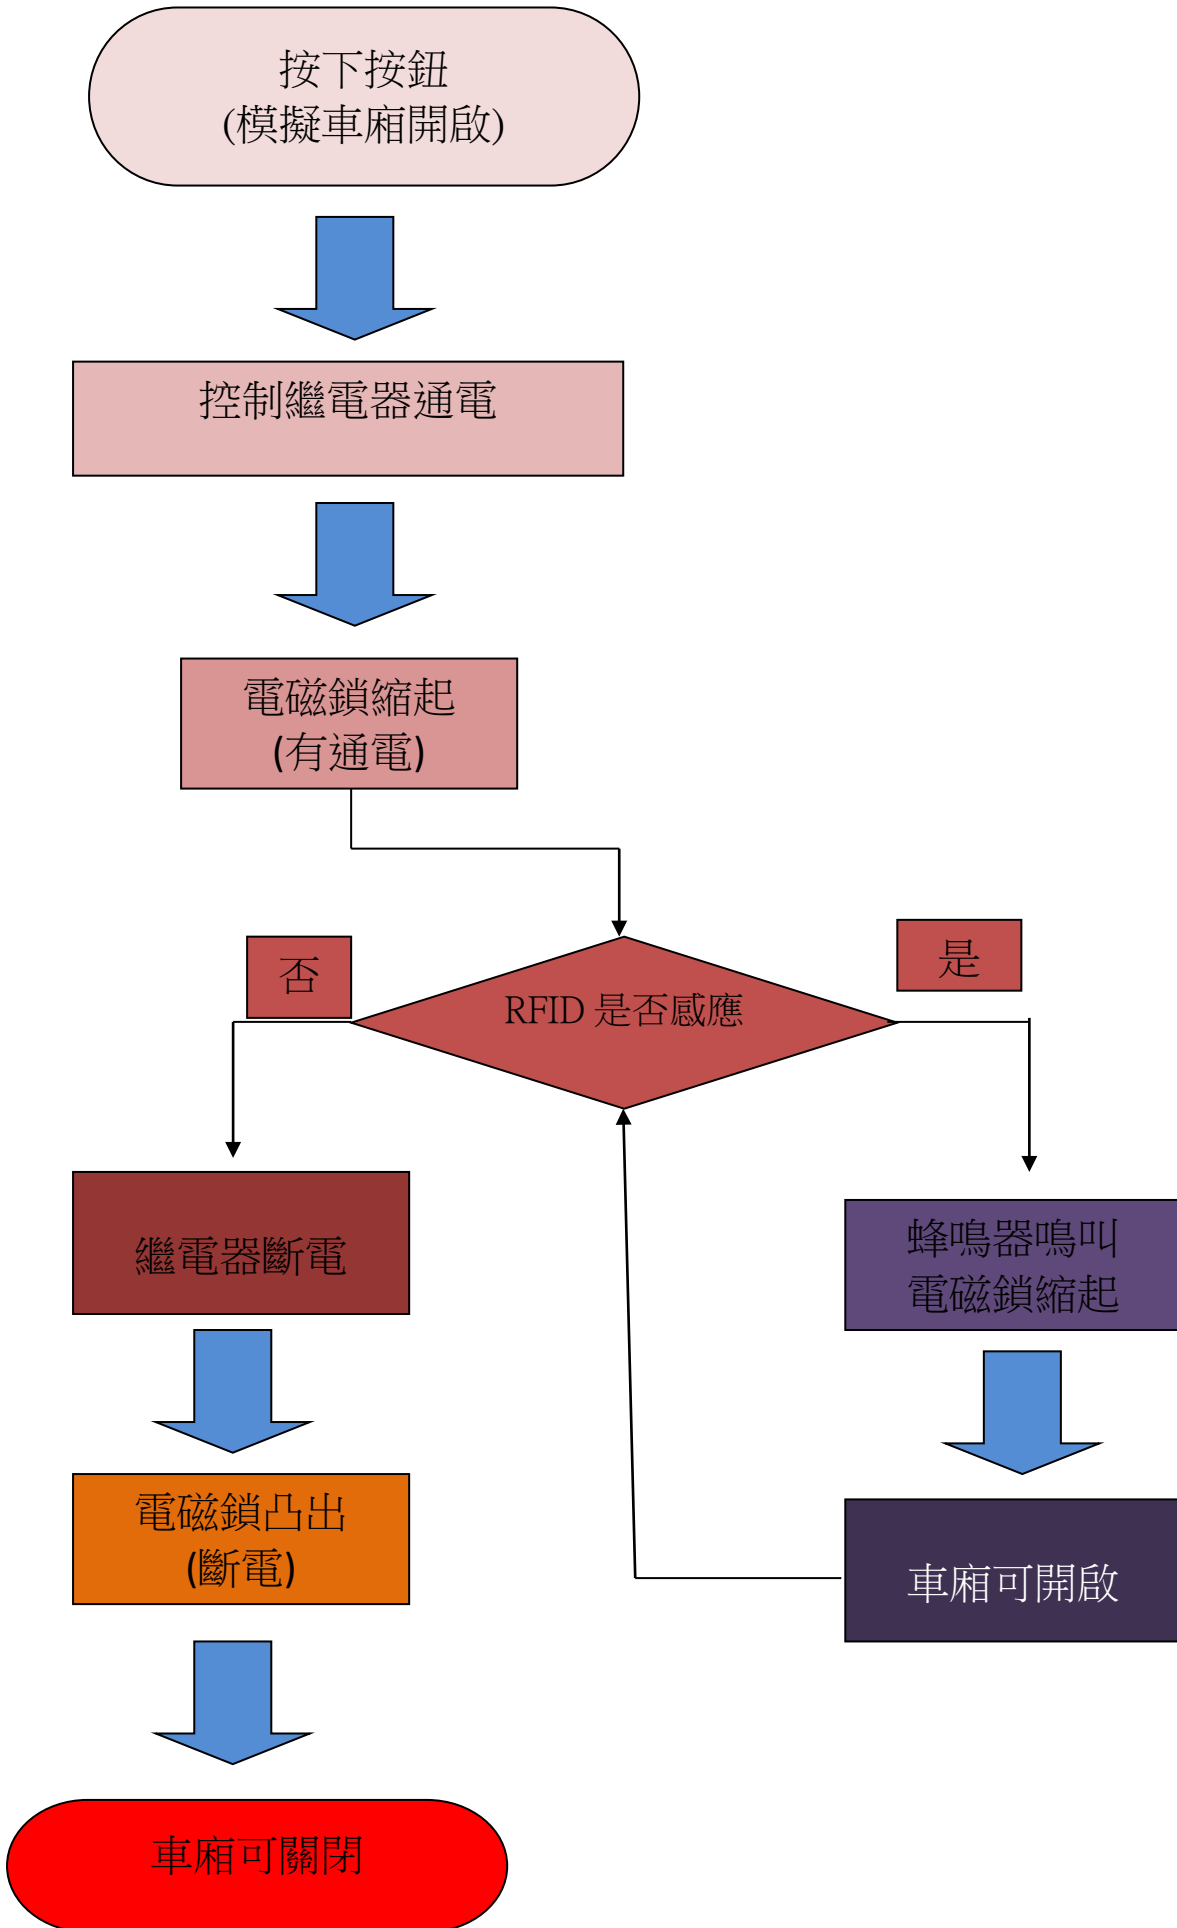 按下按鈕
(模擬車廂開啟)
控制繼電器通電
電磁鎖縮起
(有通電)
否
是
RFID 是否感應
繼電器斷電
蜂鳴器鳴叫
電磁鎖縮起
電磁鎖凸出
(斷電)
車廂可開啟
車廂可關閉